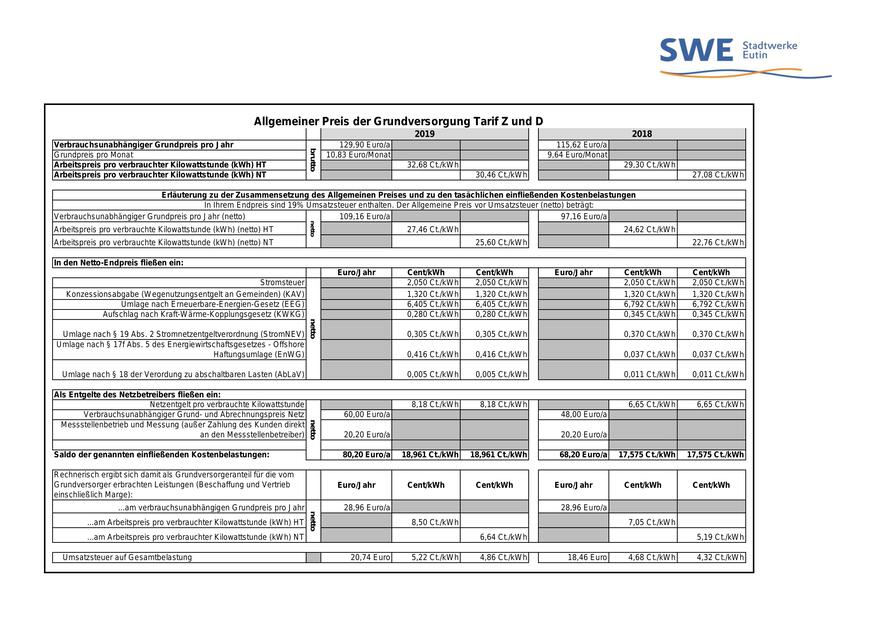 SWE Stadtwerke
Eutin
Allgemeiner Preis der Grundversorgung Tarif Z und D
2019 2018
Verbrauchsunabhängiger Grundpreis pro Jahr brutto 129,90 Euro/a 115,62 Euro/a
Grundpreis pro Monat 10,83 Euro/Monat 9,64 Euro/Monat
Arbeitspreis pro verbrauchter Kilowattstunde (kWh) HT 32,68 Ct./kWh 29,30 Ct./kWh
Arbeitspreis pro verbrauchter Kilowattstunde (kWh) NT 30,46 Ct./kWh 27,08 Ct./kWh
Erläuterung zu der Zusammensetzung des Allgemeinen Preises und zu den tasächlichen einfließenden Kostenbelastungen
In Ihrem Endpreis sind 19% Umsatzsteuer enthalten. Der Allgemeine Preis vor Umsatzsteuer (netto) beträgt:
Verbrauchsunabhängiger Grundpreis pro Jahr (netto) netto 109,16 Euro/a 97,16 Euro/a
Arbeitspreis pro verbrauchte Kilowattstunde (kWh) (netto) HT 27,46 Ct./kWh 24,62 Ct./kWh
Arbeitspreis pro verbrauchte Kilowattstunde (kWh) (netto) NT 25,60 Ct./kWh 22,76 Ct./kWh
In den Netto-Endpreis fließen ein:
Euro/Jahr Cent/kWh Cent/kWh Euro/Jahr Cent/kWh Cent/kWh
Stromsteuer 2,050 Ct./kWh 2,050 Ct./kWh 2,050 Ct./kWh 2,050 Ct./kWh
Konzessionsabgabe (Wegenutzungsentgelt an Gemeinden) (KAV) 1,320 Ct./kWh 1,320 Ct./kWh 1,320 Ct./kWh 1,320 Ct./kWh
Umlage nach Erneuerbare-Energien-Gesetz (EEG) 6,405 Ct./kWh 6,405 Ct./kWh 6,792 Ct./kWh 6,792 Ct./kWh
Aufschlag nach Kraft-Wärme-Kopplungsgesetz (KWKG) 0,280 Ct./kWh 0,280 Ct./kWh 0,345 Ct./kWh 0,345 Ct./kWh
netto
Umlage nach § 19 Abs. 2 Stromnetzentgeltverordnung (StromNEV) 0,305 Ct./kWh 0,305 Ct./kWh 0,370 Ct./kWh 0,370 Ct./kWh
Umlage nach § 17f Abs. 5 des Energiewirtschaftsgesetzes - Offshore
Haftungsumlage (EnWG) 0,416 Ct./kWh 0,416 Ct./kWh 0,037 Ct./kWh 0,037 Ct./kWh
Umlage nach § 18 der Verordung zu abschaltbaren Lasten (AbLaV) 0,005 Ct./kWh 0,005 Ct./kWh 0,011 Ct./kWh 0,011 Ct./kWh
Als Entgelte des Netzbetreibers fließen ein:
Netzentgelt pro verbrauchte Kilowattstunde 8,18 Ct./kWh 8,18 Ct./kWh 6,65 Ct./kWh 6,65 Ct./kWh
Verbrauchsunabhängiger Grund- und Abrechnungspreis Netz 60,00 Euro/a 48,00 Euro/a
Messstellenbetrieb und Messung (außer Zahlung des Kunden direkt netto
an den Messstellenbetreiber) 20,20 Euro/a 20,20 Euro/a
Saldo der genannten einfließenden Kostenbelastungen: 80,20 Euro/a 18,961 Ct./kWh 18,961 Ct./kWh 68,20 Euro/a 17,575 Ct./kWh 17,575 Ct./kWh
Rechnerisch ergibt sich damit als Grundversorgeranteil für die vom
Grundversorger erbrachten Leistungen (Beschaffung und Vertrieb Euro/Jahr Cent/kWh Cent/kWh Euro/Jahr Cent/kWh Cent/kWh
einschließlich Marge):
...am verbrauchsunabhängigen Grundpreis pro Jahr 28,96 Euro/a 28,96 Euro/a
...am Arbeitspreis pro verbrauchter Kilowattstunde (kWh) HT netto 8,50 Ct./kWh 7,05 Ct./kWh
...am Arbeitspreis pro verbrauchter Kilowattstunde (kWh) NT 6,64 Ct./kWh 5,19 Ct./kWh
Umsatzsteuer auf Gesamtbelastung 20,74 Euro 5,22 Ct./kWh 4,86 Ct./kWh 18,46 Euro 4,68 Ct./kWh 4,32 Ct./kWh